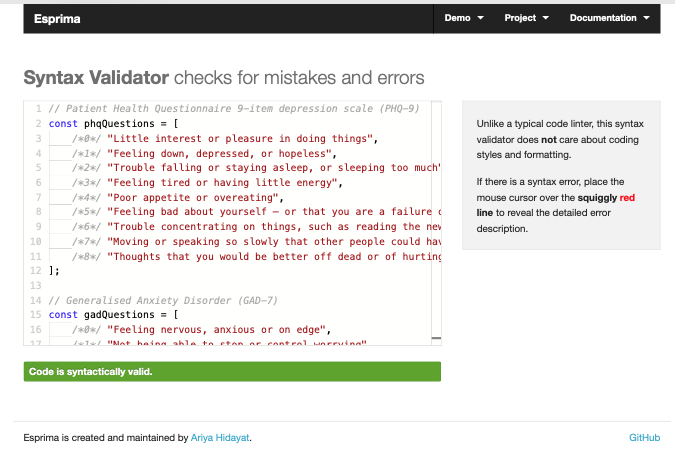 Esprima
Demo
Project
Documentation
Syntax Validator checks for mistakes and errors
1 // Patient Health Questionnaire 9-item depression scale (PHQ-9)
2 const phqQuestions = [
3 /*0*/ "Little interest or pleasure in doing things",
4 /*1*/ "Feeling down, depressed, or hopeless",
5 /*2*/ "Trouble falling or staying asleep, or sleeping too much"
6 /*3*/ "Feeling tired or having little energy",
7 /*4*/ "Poor appetite or overeating",
8 /*5*/ "Feeling bad about yourself — or that you are a failure
9 /*6*/ "Trouble concentrating on things, such as reading the
10 /*7*/ "Moving or speaking so slowly that other people could
11 /*8*/ "Thoughts that you would be better off dead or of hurting
12 ];
13
14 // Generalised Anxiety Disorder (GAD-7)
15 const gadQuestions = [
16 /*0*/ "Feeling nervous, anxious or on edge",
17 /*1*/ "Not being able to stop or control worrying"
Code is syntactically valid.
Unlike a typical code linter, this syntax
validator does not care about coding
styles and formatting.
If there is a syntax error, place the
mouse cursor over the squiggly red
line to reveal the detailed error
description.
Esprima is created and maintained by Ariya Hidayat.
GitHub